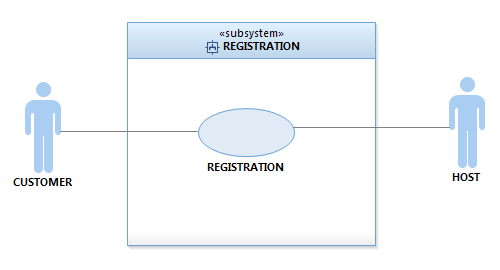 «subsystem»
REGISTRATION
REGISTRATION
CUSTOMER
HOST